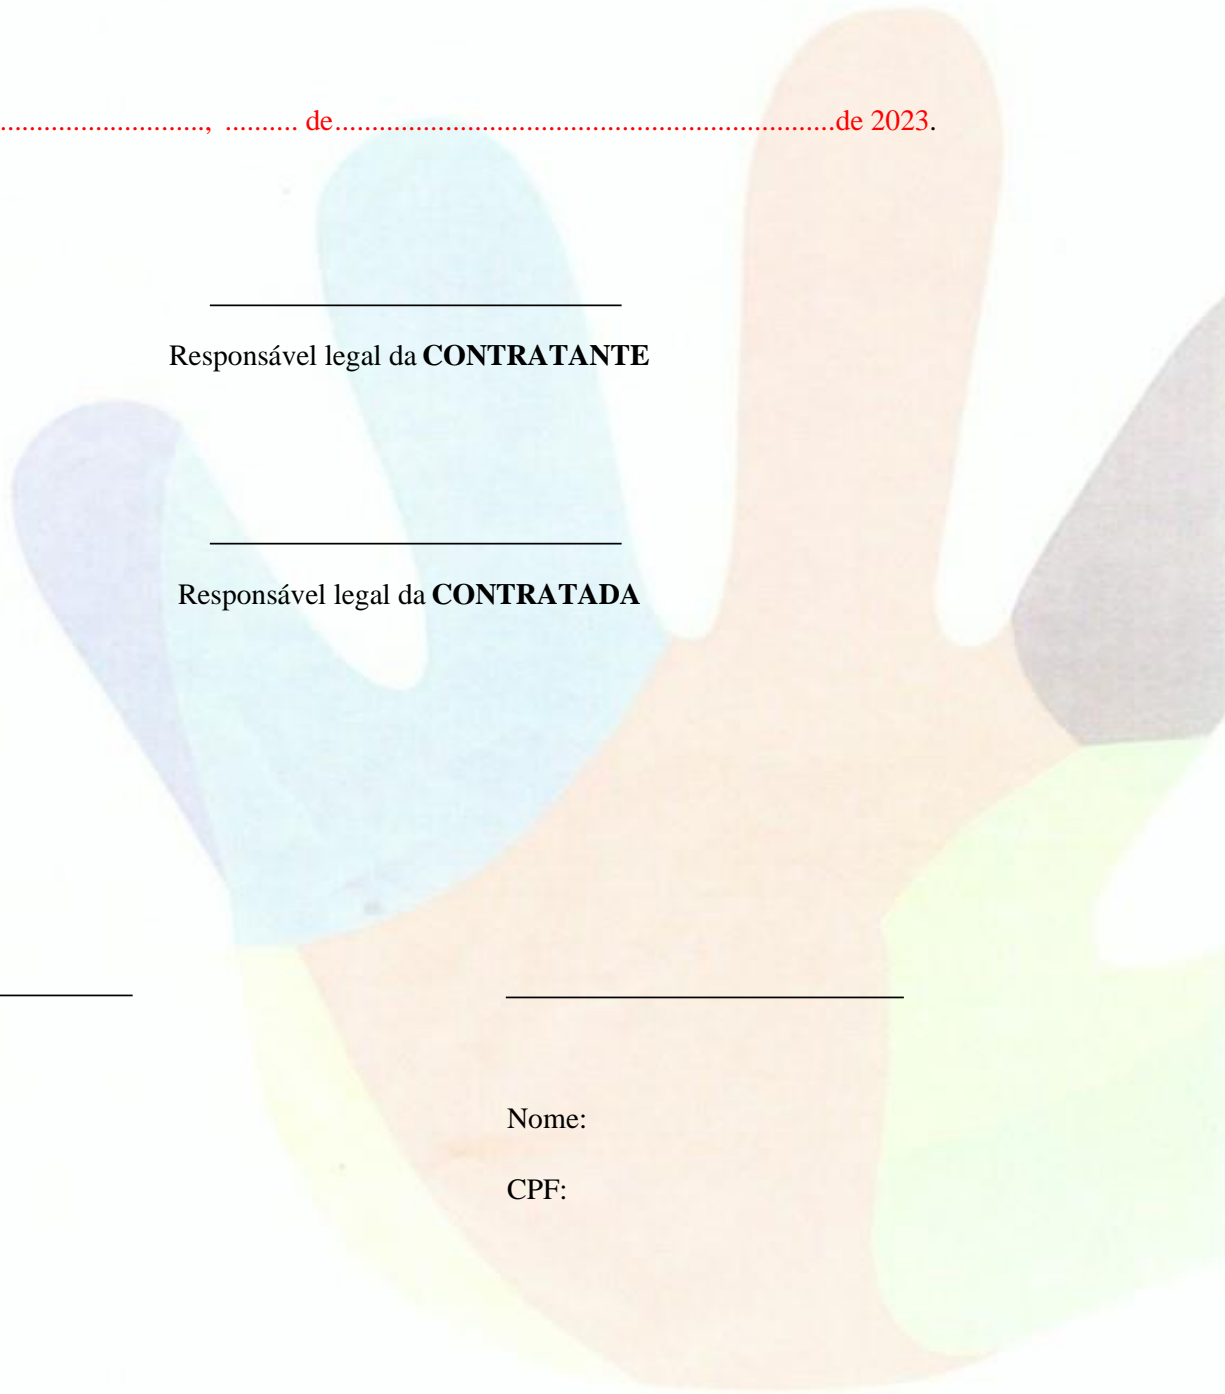 ............................, .......... de....................................................................de 2023.
Responsável legal da CONTRATANTE
Responsável legal da CONTRATADA
Nome:
CPF: